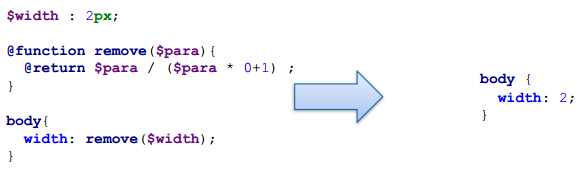 $width : 2px;
@function remove($para){
@return $para / ($para * 0+1) ;
}
body{
width: remove($width);
}
body {
width: 2;
}